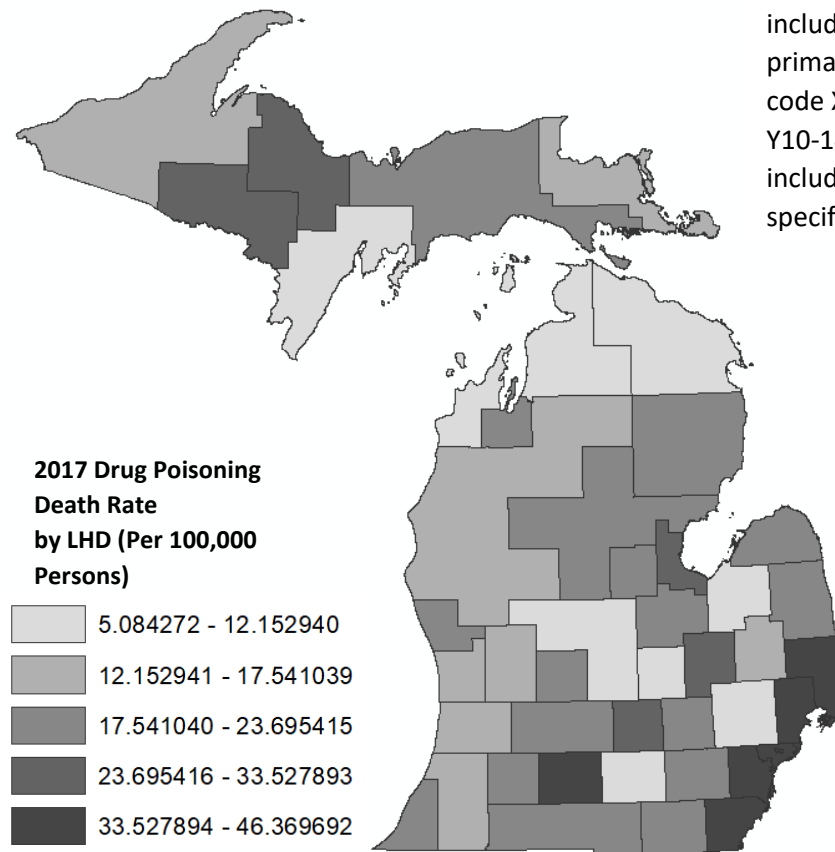 includ
prima
code X
Y10-1
includ
specif
2017 Drug Poisoning
Death Rate
by LHD (Per 100,000
Persons)
5.084272 - 12.152940
12.152941 - 17.541039
17.541040 - 23.695415
23.695416 - 33.527893
33.527894 - 46.369692